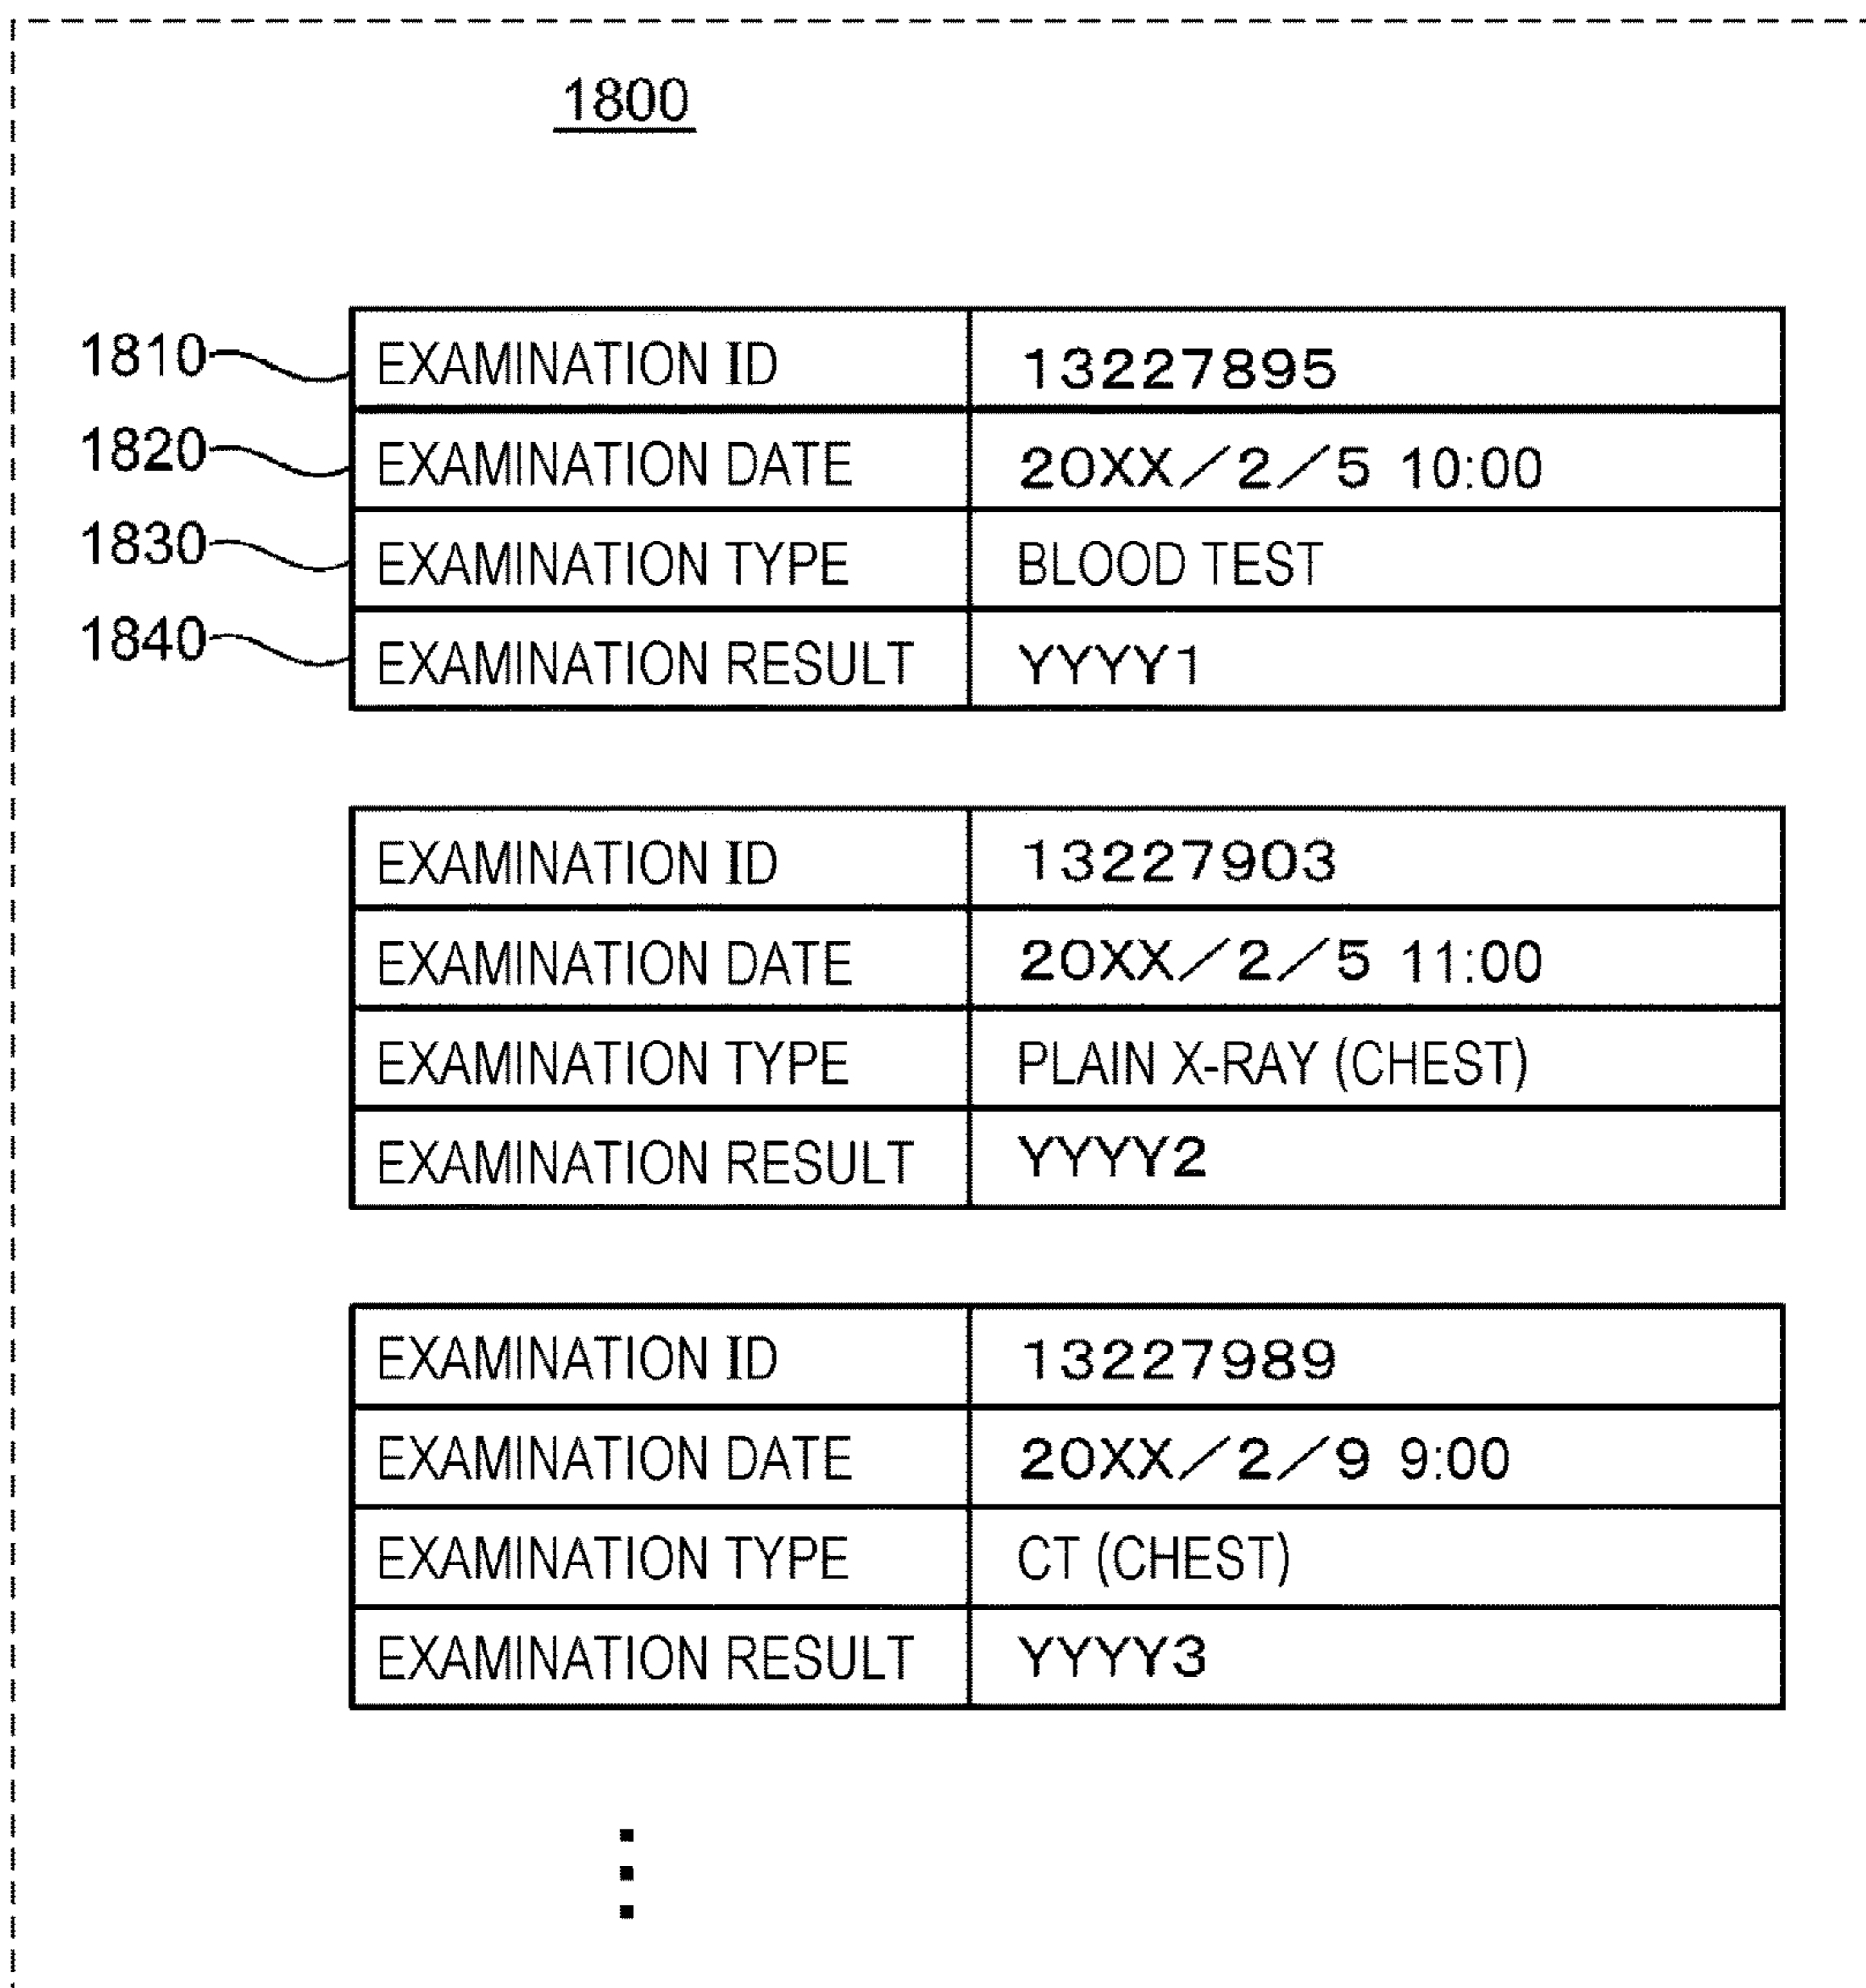 1800
1810 EXAMINATION ID 13227895
1820 EXAMINATION DATE 20XX/2/5 10:00
1830 EXAMINATION TYPE BLOOD TEST
1840 EXAMINATION RESULT YYYY1
EXAMINATION ID 13227903
EXAMINATION DATE 20XX/2/5 11:00
EXAMINATION TYPE PLAIN X-RAY (CHEST)
EXAMINATION RESULT YYYY2
EXAMINATION ID 13227989
EXAMINATION DATE 20XX/2/9 9:00
EXAMINATION TYPE CT (CHEST)
EXAMINATION RESULT YYYY3